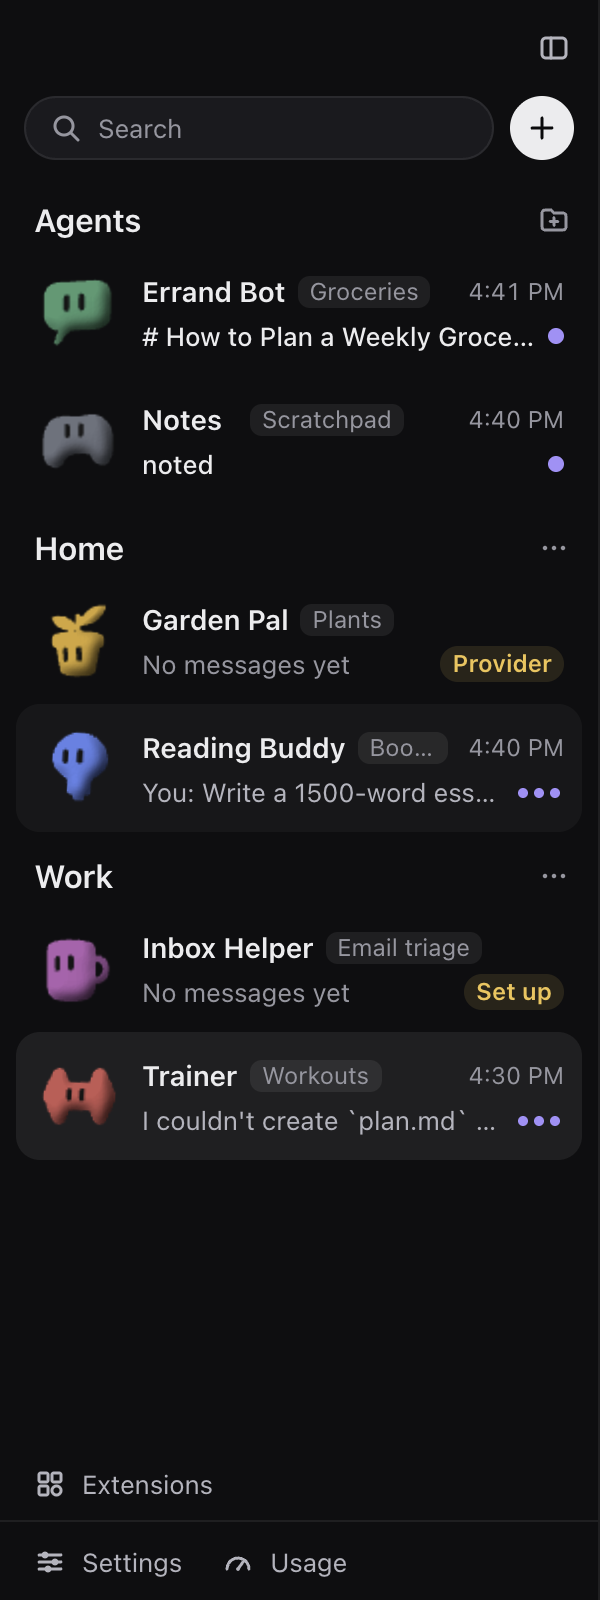 Search
Agents
Errand Bot Groceries 4:41 PM
# How to Plan a Weekly Groce...
Notes Scratchpad 4:40 PM
noted
Home
Garden Pal Plants
No messages yet Provider
Reading Buddy Boo... 4:40 PM
You: Write a 1500-word ess...
Work
Inbox Helper Email triage
No messages yet Set up
Trainer Workouts 4:30 PM
I couldn't create `plan.md` ...
Extensions
Settings Usage